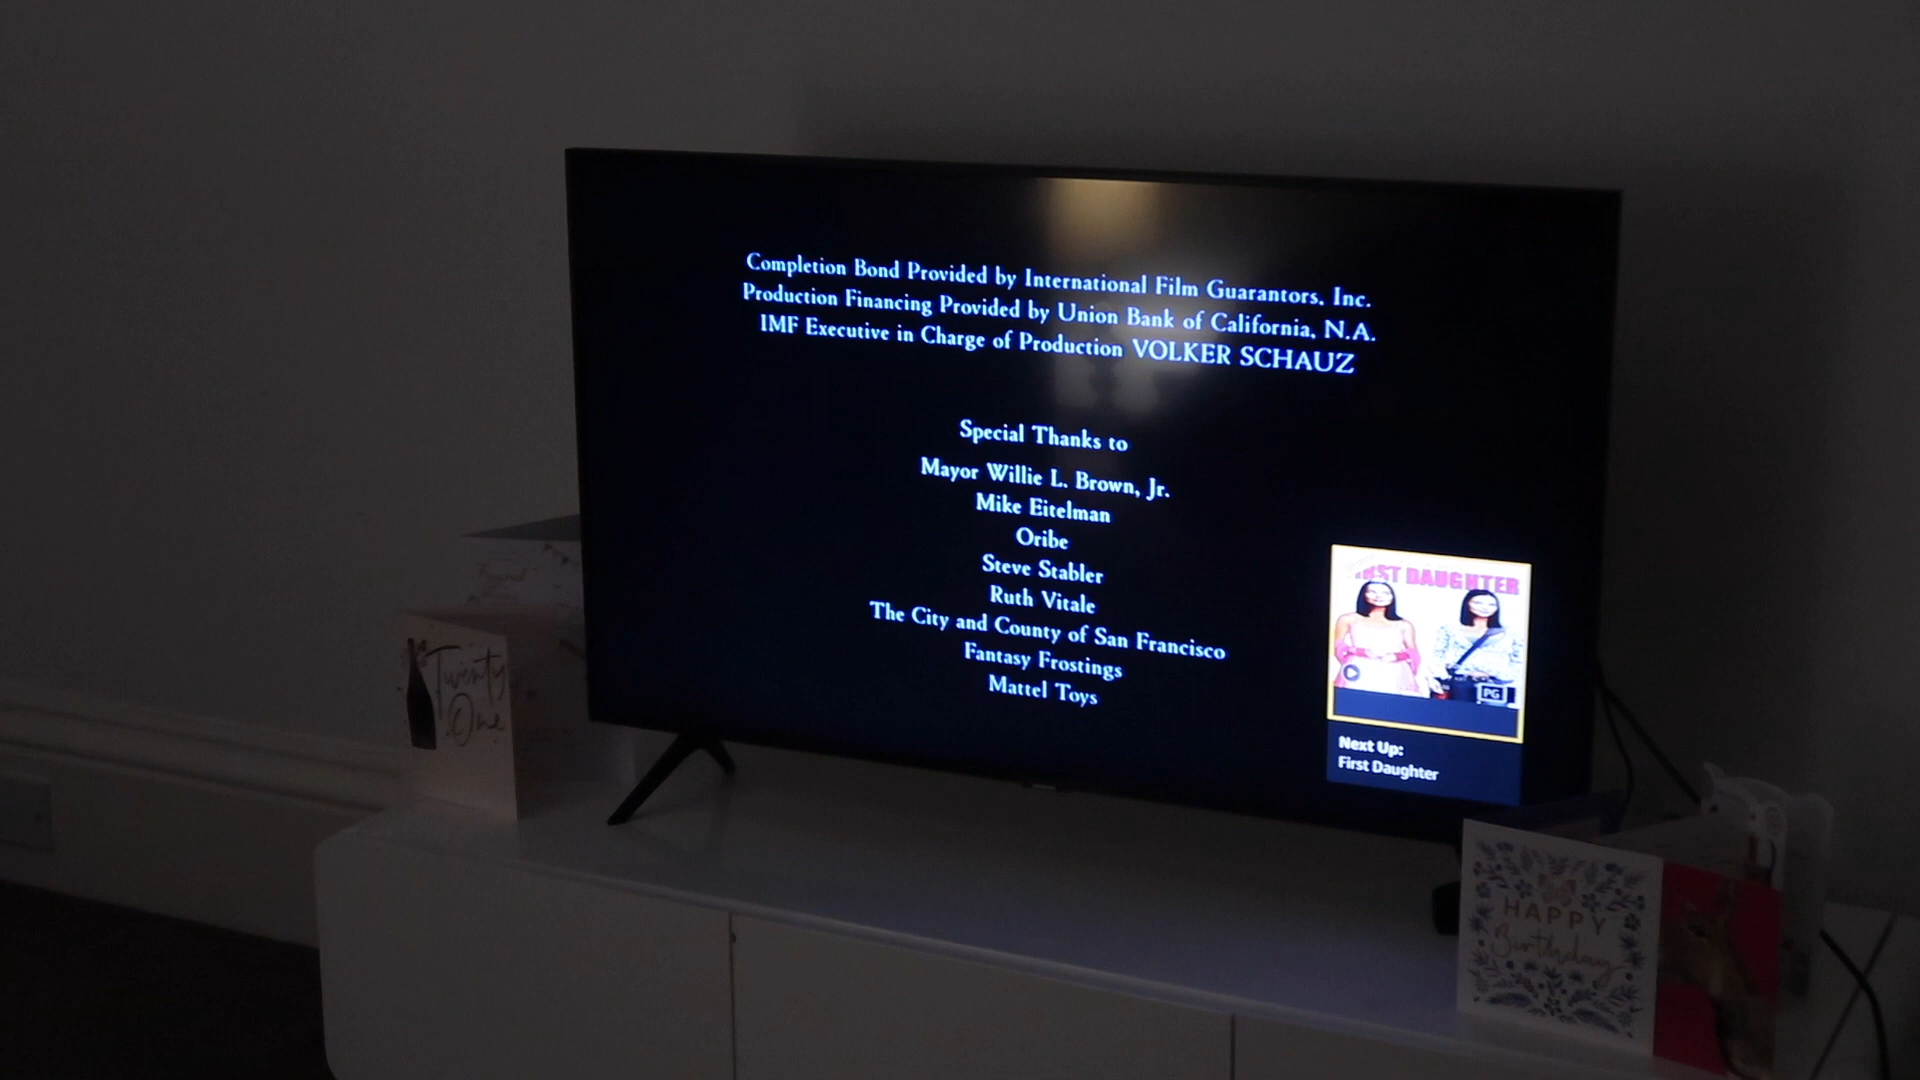 Completion Bond Provided by International Film Guarantors, Inc.
Production Financing Provided by Union Bank of California, N.A.
IMF Executive in Charge of Production VOLKER SCHAUZ
Special Thanks to
Mayor Willie L. Brown, Jr.
Mike Eitelman
Oribe
Steve Stabler
Ruth Vitale
The City and County of San Francisco
Fantasy Frostings
Mattel Toys
FIRST DAUGHTER
PG
Next Up:
First Daughter
Twenty
One
HAPPY
Birthday